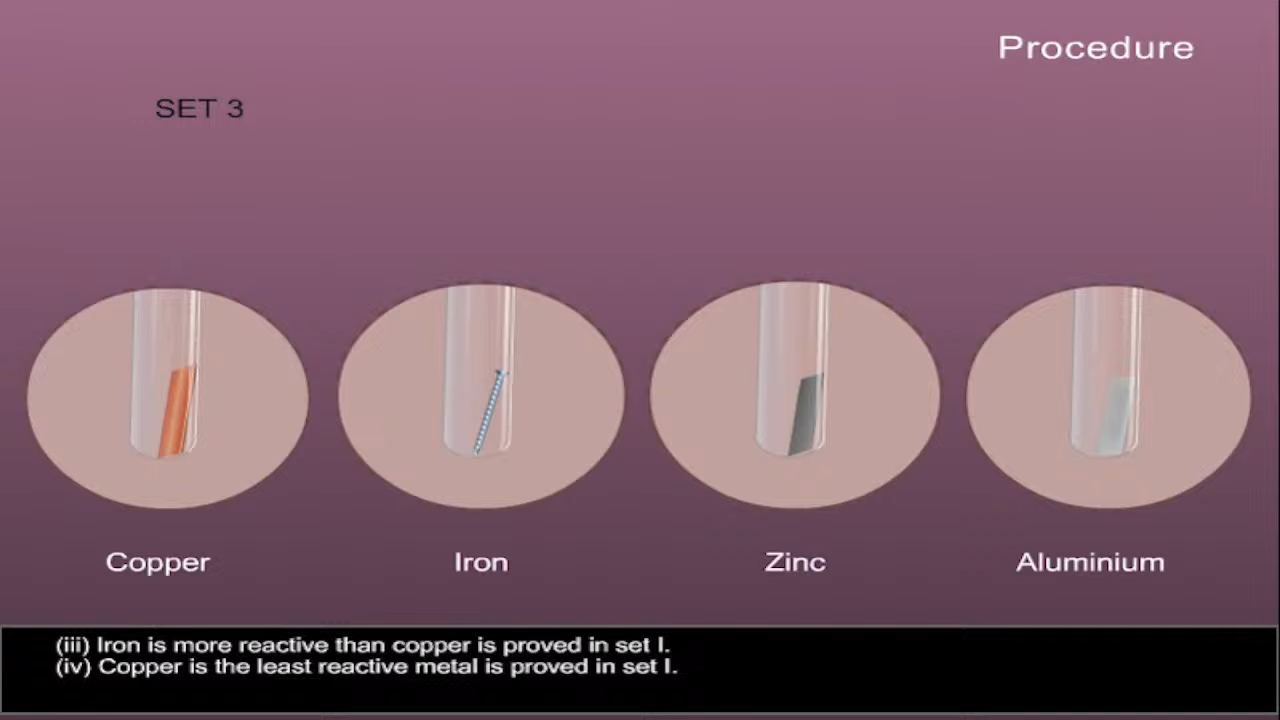 Procedure
SET 3
Copper
Iron
Zinc
Aluminium
(iii) Iron is more reactive than copper is proved in set I.
(iv) Copper is the least reactive metal is proved in set I.